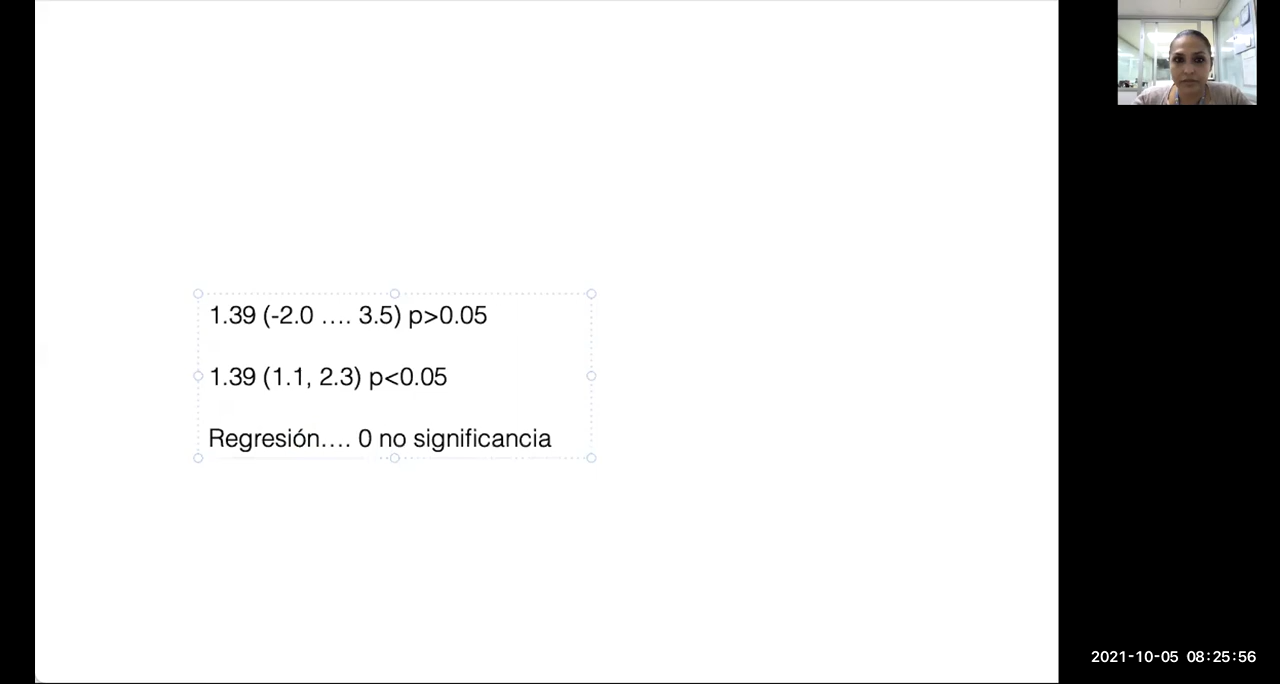 1.39 (-2.0 .... 3.5) p>0.05
1.39 (1.1, 2.3) p<0.05
Regresión.... 0 no significancia
2021-10-05 08:25:56